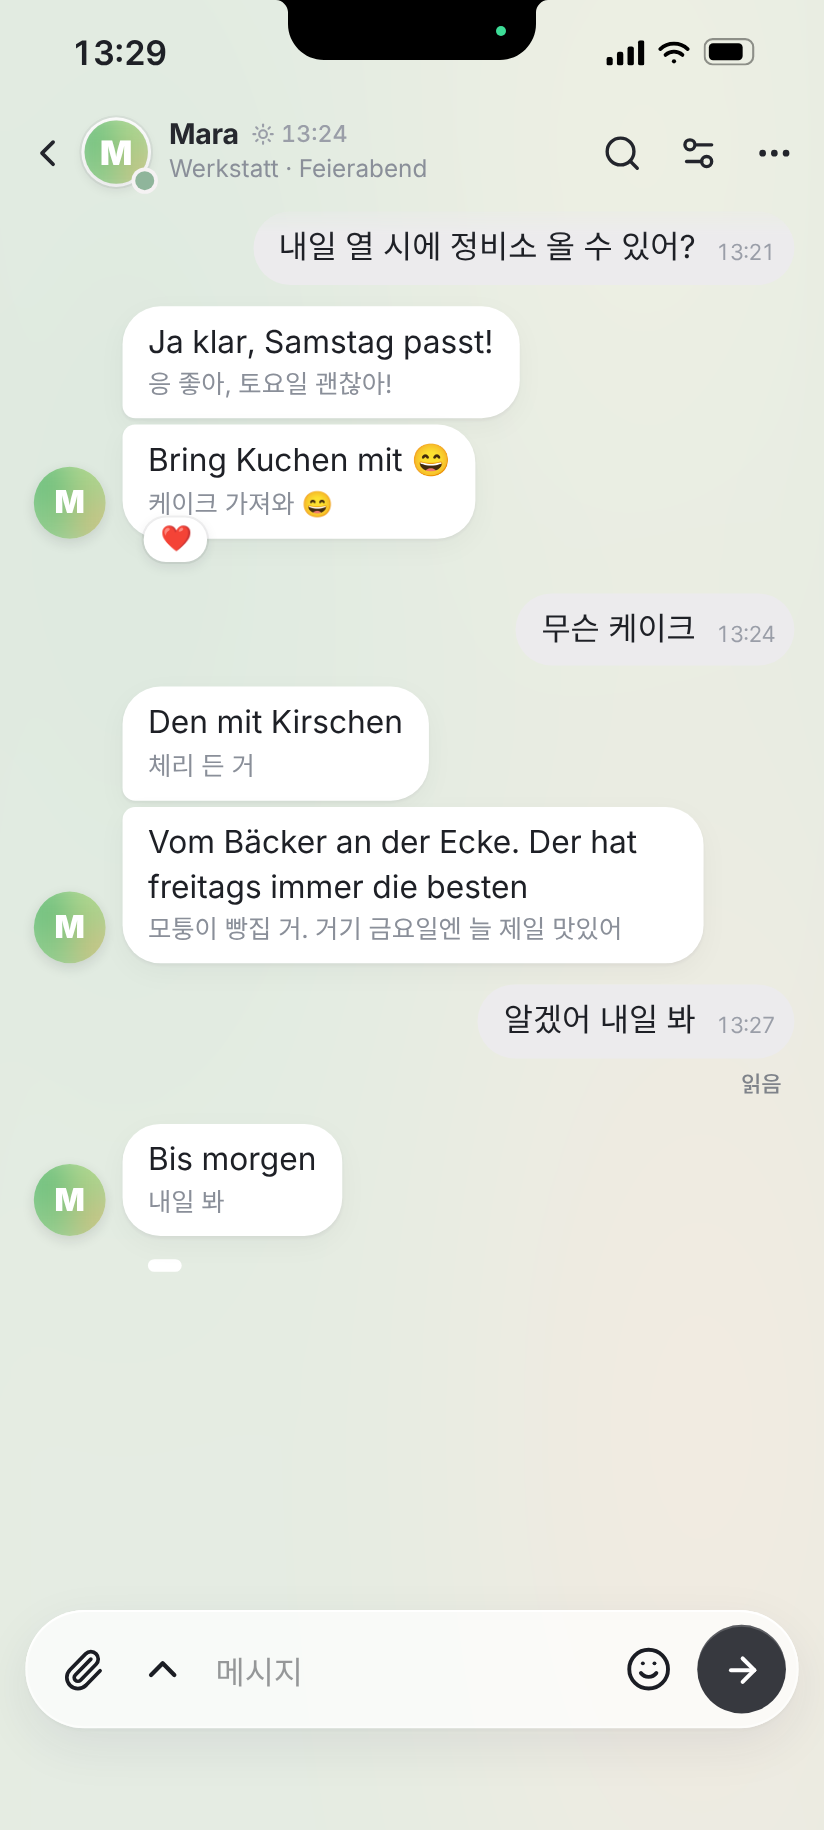 13:29
M
Mara 13:24
Werkstatt · Feierabend
내일 열 시에 정비소 올 수 있어? 13:21
Ja klar, Samstag passt!
응 좋아, 토요일 괜찮아!
Bring Kuchen mit 😄
케이크 가져와 😄
M
❤️
무슨 케이크 13:24
Den mit Kirschen
체리 든 거
Vom Bäcker an der Ecke. Der hat
freitags immer die besten
모퉁이 빵집 거. 거기 금요일엔 늘 제일 맛있어
M
알겠어 내일 봐 13:27
읽음
Bis morgen
내일 봐
M
메시지